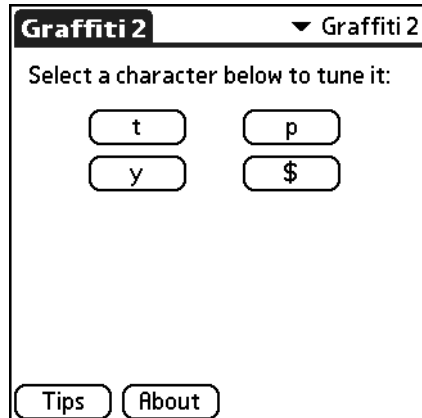 Graffiti 2 Graffiti 2
Select a character below to tune it:
t p
y $
Tips About